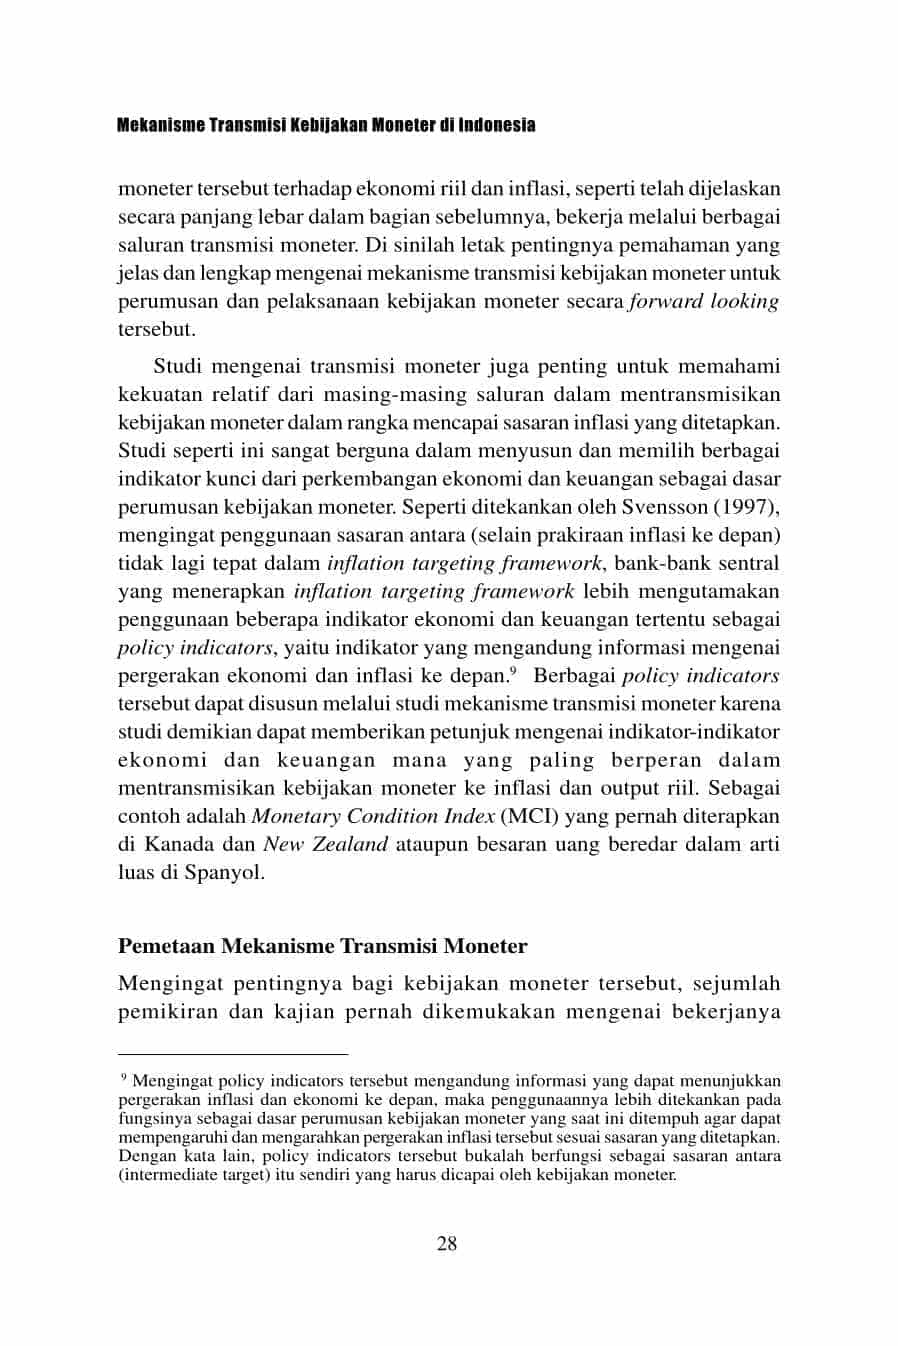 Mekanisme Transmisi Kebijakan Moneter di Indonesia
moneter tersebut terhadap ekonomi riil dan inflasi, seperti telah dijelaskan
secara panjang lebar dalam bagian sebelumnya, bekerja melalui berbagai
saluran transmisi moneter. Di sinilah letak pentingnya pemahaman yang
jelas dan lengkap mengenai mekanisme transmisi kebijakan moneter untuk
perumusan dan pelaksanaan kebijakan moneter secara forward looking
tersebut.
Studi mengenai transmisi moneter juga penting untuk memahami
kekuatan relatif dari masing-masing saluran dalam mentransmisikan
kebijakan moneter dalam rangka mencapai sasaran inflasi yang ditetapkan.
Studi seperti ini sangat berguna dalam menyusun dan memilih berbagai
indikator kunci dari perkembangan ekonomi dan keuangan sebagai dasar
perumusan kebijakan moneter. Seperti ditekankan oleh Svensson (1997),
mengingat penggunaan sasaran antara (selain prakiraan inflasi ke depan)
tidak lagi tepat dalam inflation targeting framework, bank-bank sentral
yang menerapkan inflation targeting framework lebih mengutamakan
penggunaan beberapa indikator ekonomi dan keuangan tertentu sebagai
policy indicators, yaitu indikator yang mengandung informasi mengenai
pergerakan ekonomi dan inflasi ke depan.⁹ Berbagai policy indicators
tersebut dapat disusun melalui studi mekanisme transmisi moneter karena
studi demikian dapat memberikan petunjuk mengenai indikator-indikator
ekonomi dan keuangan mana yang paling berperan dalam
mentransmisikan kebijakan moneter ke inflasi dan output riil. Sebagai
contoh adalah Monetary Condition Index (MCI) yang pernah diterapkan
di Kanada dan New Zealand ataupun besaran uang beredar dalam arti
luas di Spanyol.
Pemetaan Mekanisme Transmisi Moneter
Mengingat pentingnya bagi kebijakan moneter tersebut, sejumlah
pemikiran dan kajian pernah dikemukakan mengenai bekerjanya
⁹ Mengingat policy indicators tersebut mengandung informasi yang dapat menunjukkan
pergerakan inflasi dan ekonomi ke depan, maka penggunaannya lebih ditekankan pada
fungsinya sebagai dasar perumusan kebijakan moneter yang saat ini ditempuh agar dapat
mempengaruhi dan mengarahkan pergerakan inflasi tersebut sesuai sasaran yang ditetapkan.
Dengan kata lain, policy indicators tersebut bukalah berfungsi sebagai sasaran antara
(intermediate target) itu sendiri yang harus dicapai oleh kebijakan moneter.
28